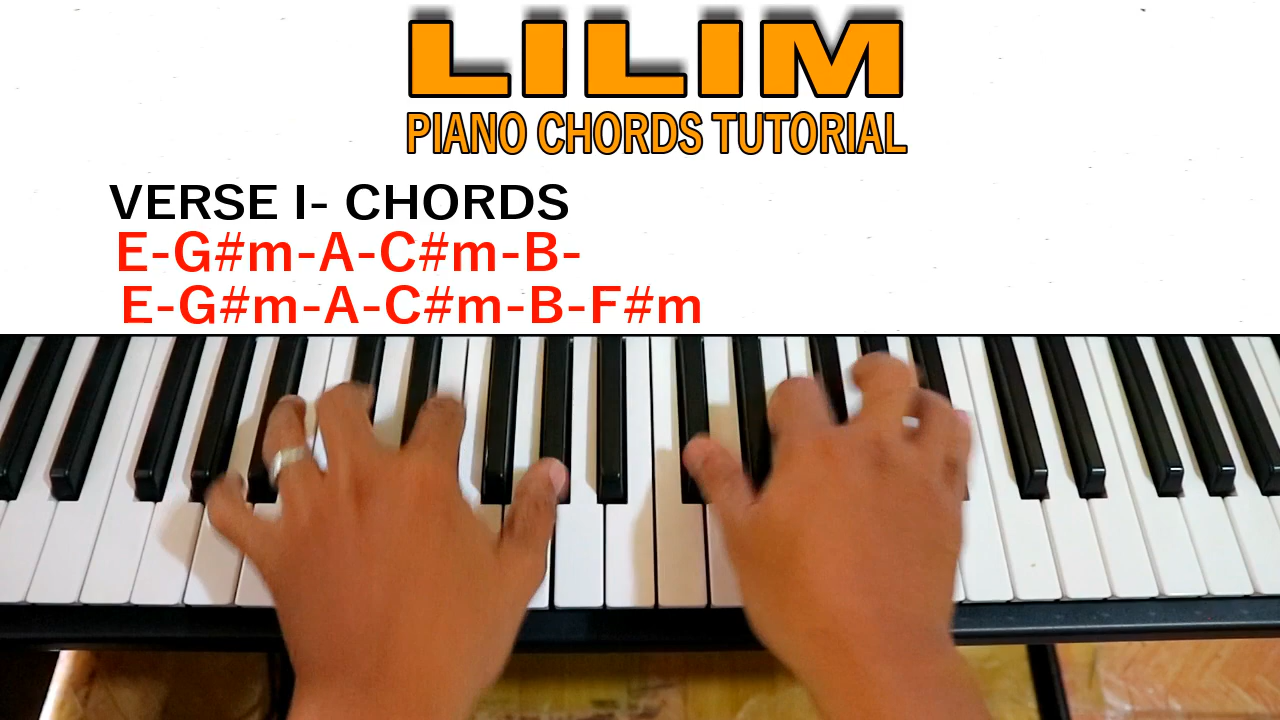 LILIM
PIANO CHORDS TUTORIAL
VERSE I- CHORDS
E-G#m-A-C#m-B-
E-G#m-A-C#m-B-F#m